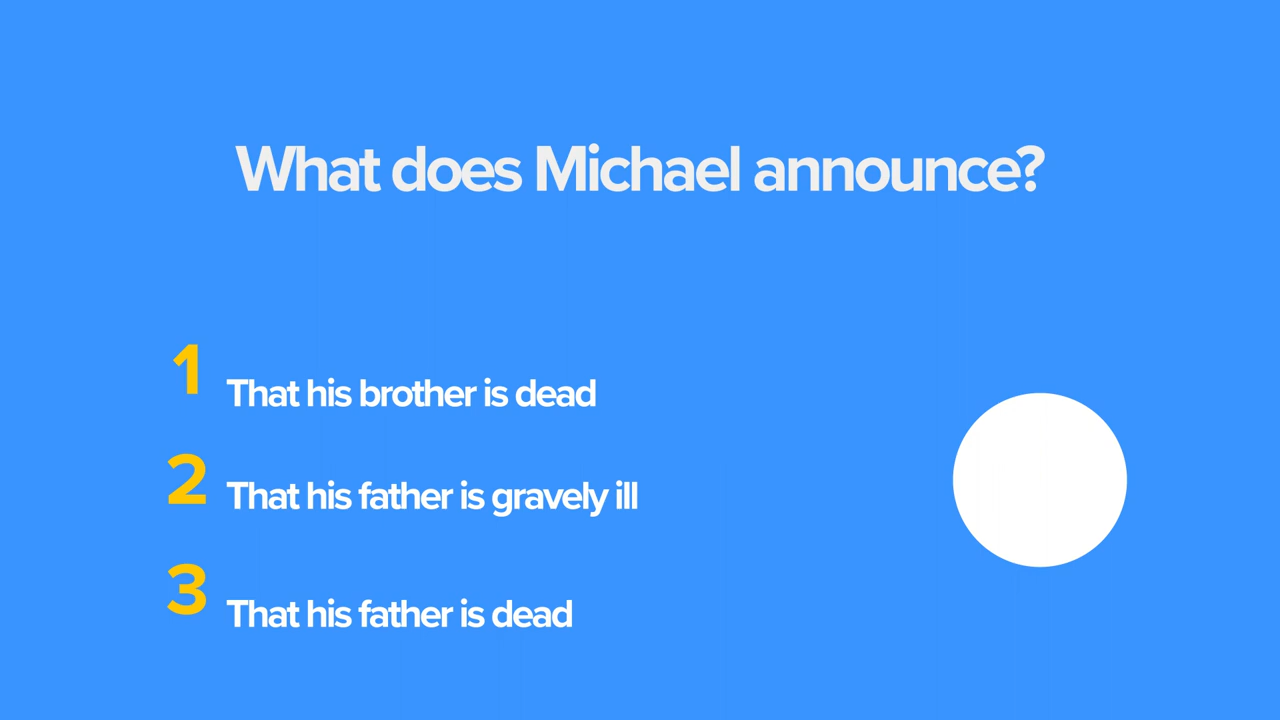 What does Michael announce?
1 That his brother is dead
2 That his father is gravely ill
3 That his father is dead